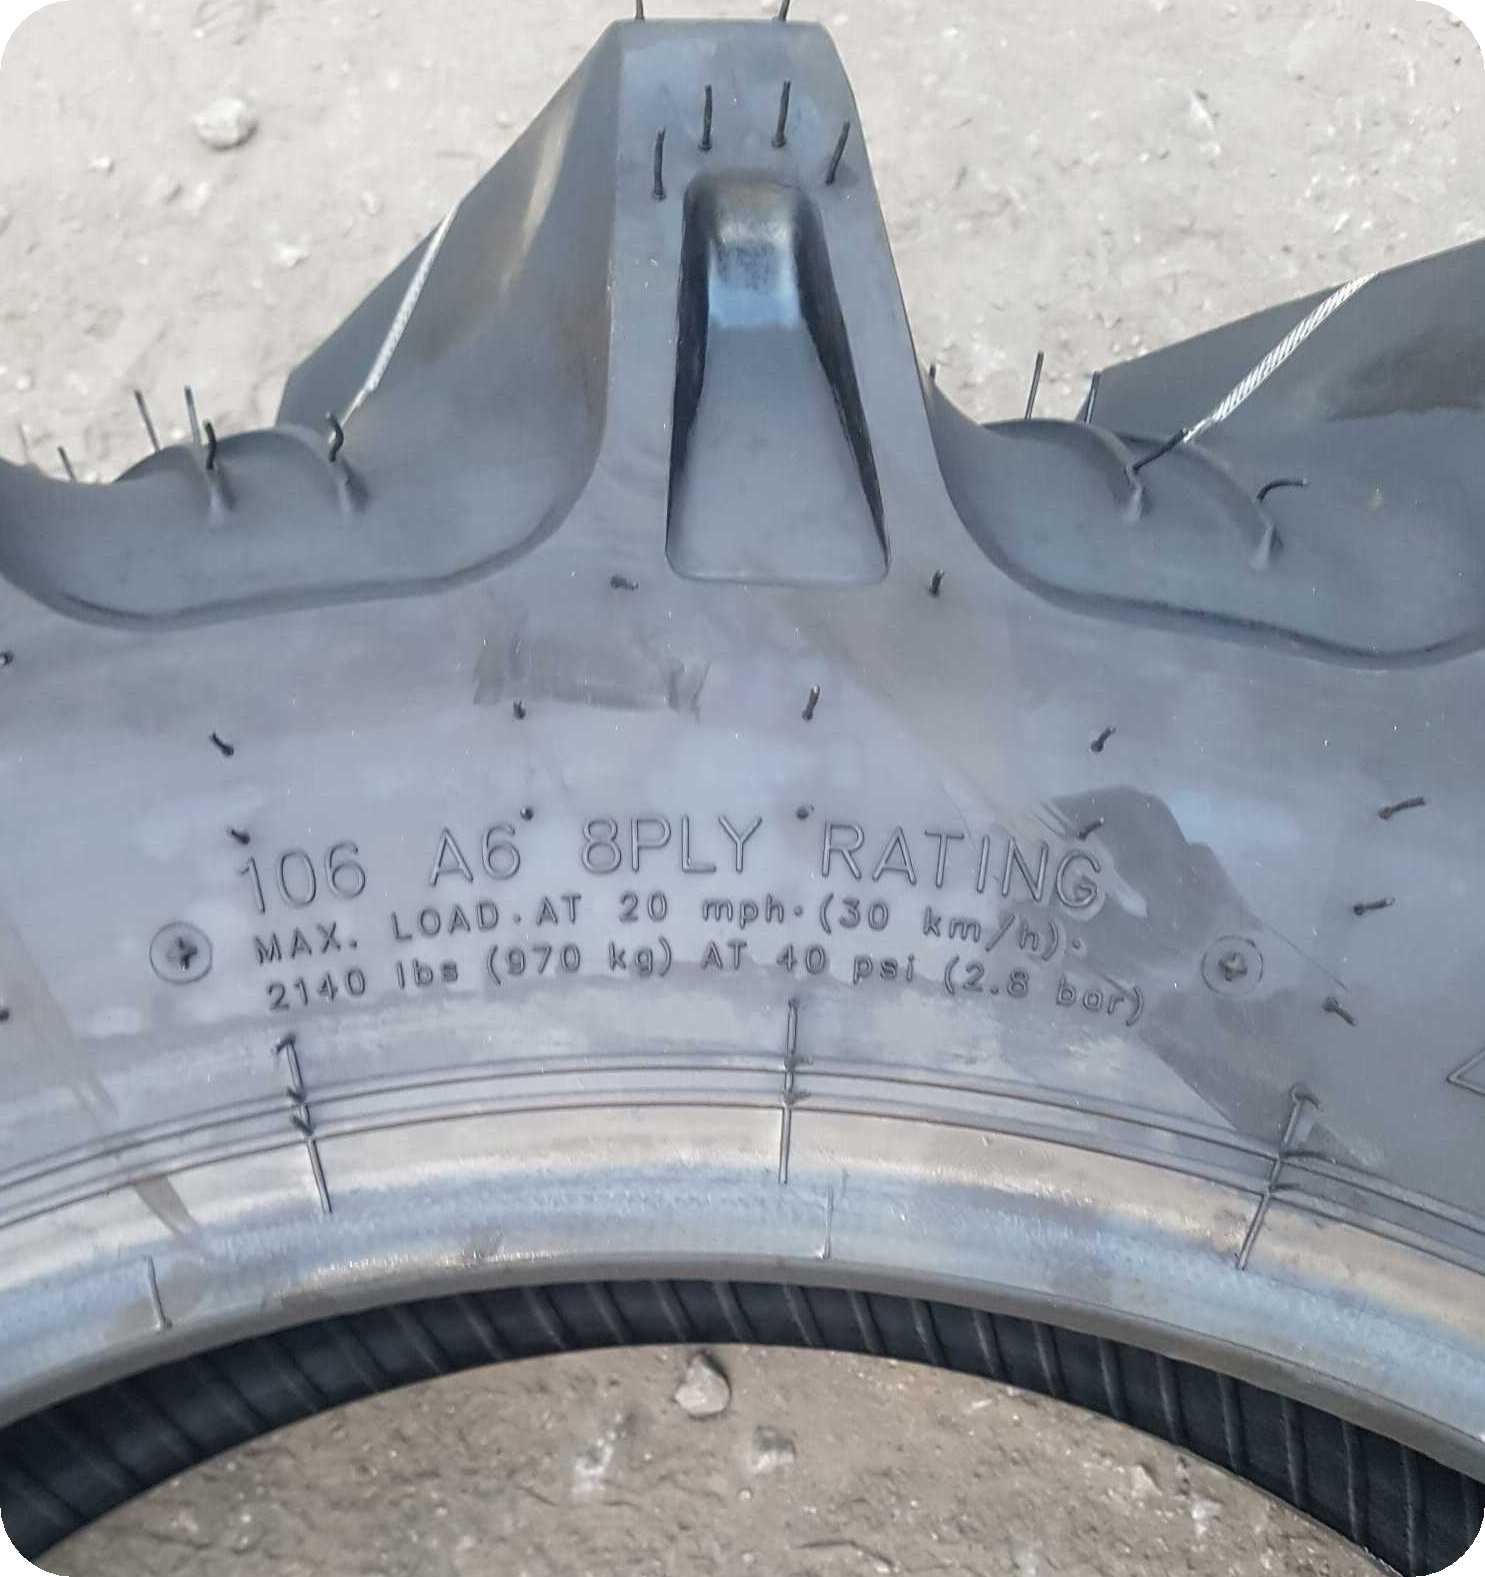 106 A6 8PLY RATING
MAX. LOAD. AT 20 mph. (30 km/h).
2140 lbs (970 kg) AT 40 psi (2.8 bar)